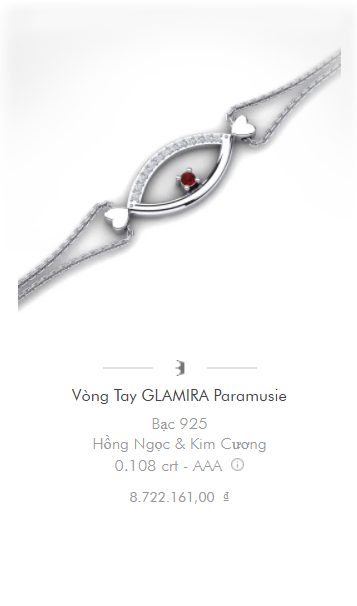 Vòng Tay GLAMIRA Paramusie
Bạc 925
Hồng Ngọc & Kim Cương
0.108 crt - AAA
8.722.161,00 ₫